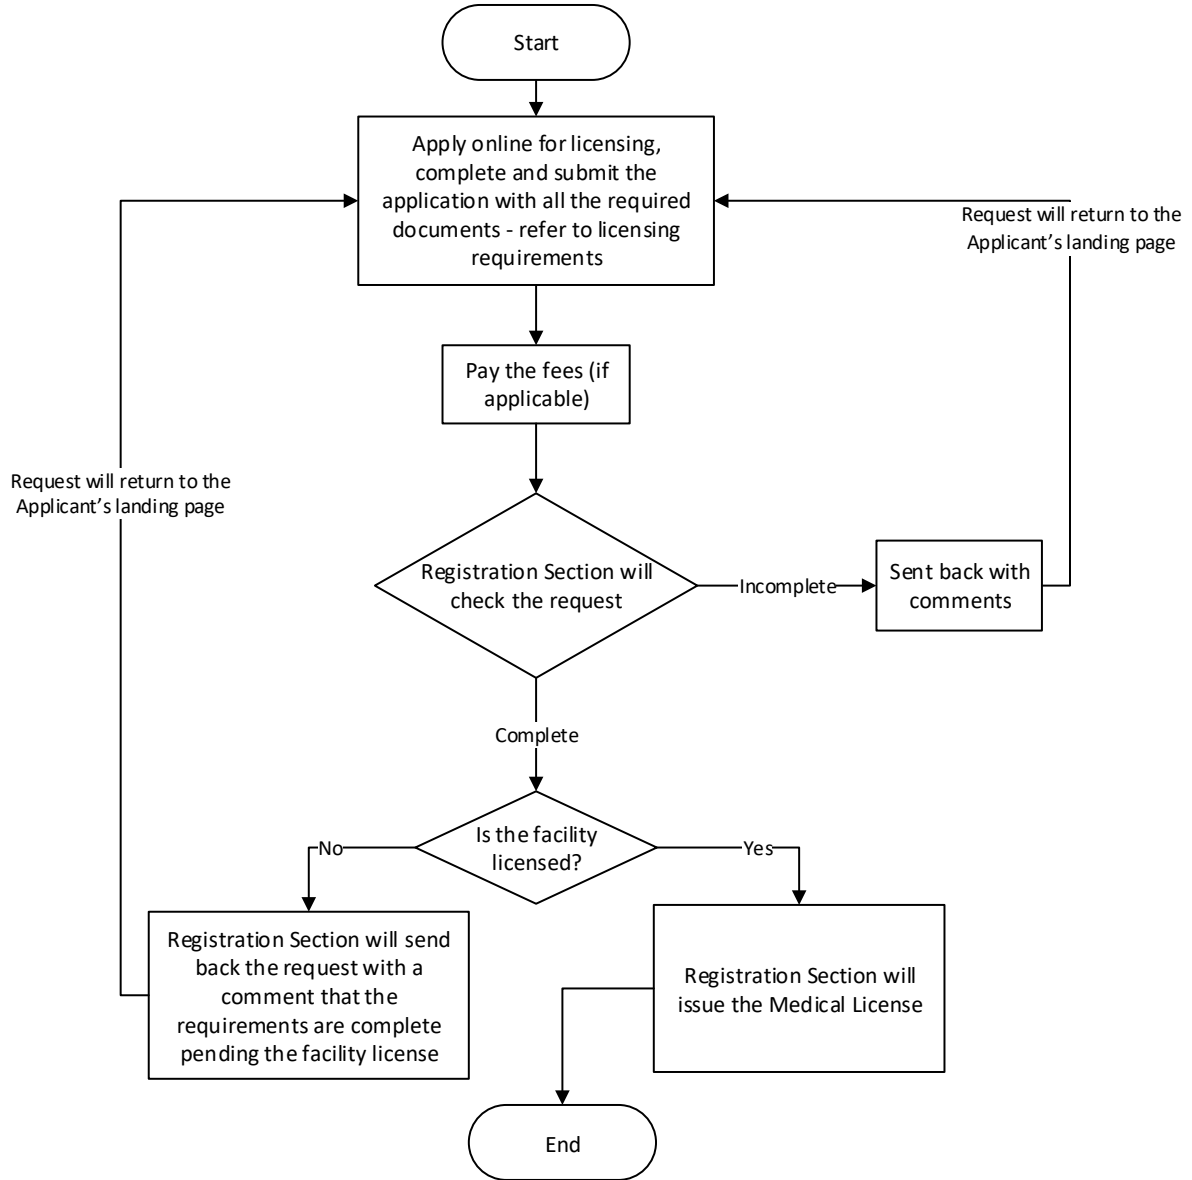 Start
Apply online for licensing,
complete and submit the
application with all the required
documents - refer to licensing
requirements
Request will return to the
Applicant's landing page
Pay the fees (if
applicable)
Request will return to the
Applicant's landing page
Registration Section will
check the request
Incomplete
Sent back with
comments
Complete
Is the facility
licensed?
No
Yes
Registration Section will send
back the request with a
comment that the
requirements are complete
pending the facility license
Registration Section will
issue the Medical License
End